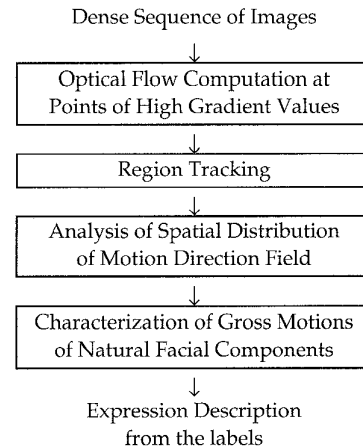 Dense Sequence of Images
↓
Optical Flow Computation at
Points of High Gradient Values
↓
Region Tracking
↓
Analysis of Spatial Distribution
of Motion Direction Field
↓
Characterization of Gross Motions
of Natural Facial Components
↓
Expression Description
from the labels